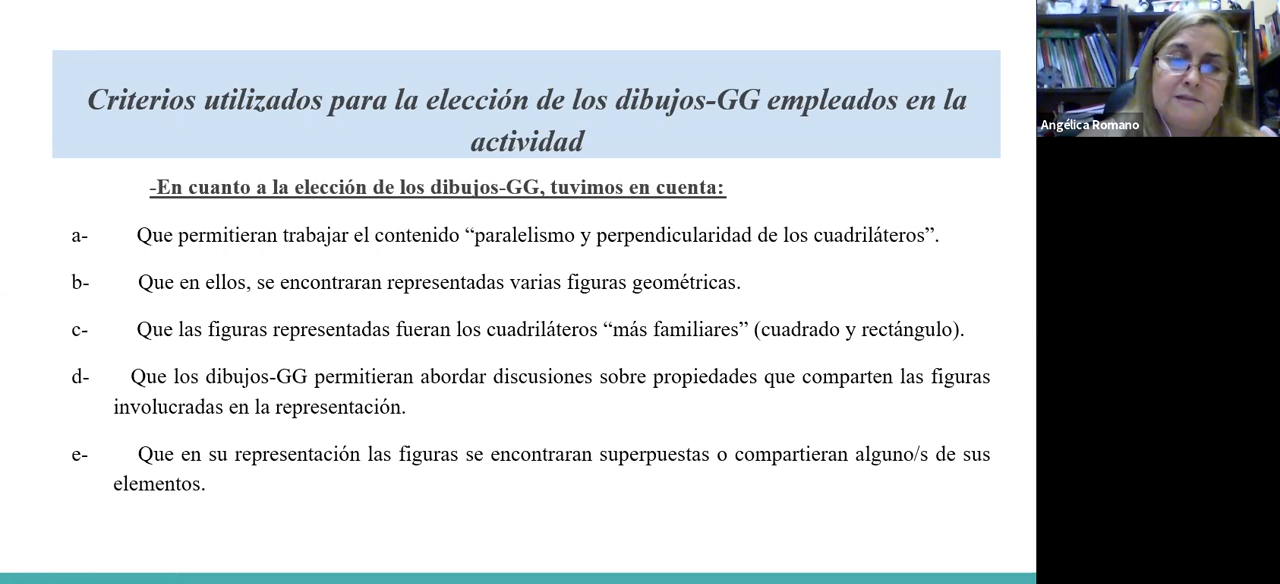 Criterios utilizados para la elección de los dibujos-GG empleados en la
actividad
-En cuanto a la elección de los dibujos-GG, tuvimos en cuenta:
a- Que permitieran trabajar el contenido “paralelismo y perpendicularidad de los cuadriláteros”.
b- Que en ellos, se encontraran representadas varias figuras geométricas.
c- Que las figuras representadas fueran los cuadriláteros “más familiares” (cuadrado y rectángulo).
d- Que los dibujos-GG permitieran abordar discusiones sobre propiedades que comparten las figuras
involucradas en la representación.
e- Que en su representación las figuras se encontraran superpuestas o compartieran alguno/s de sus
elementos.
Angélica Romano